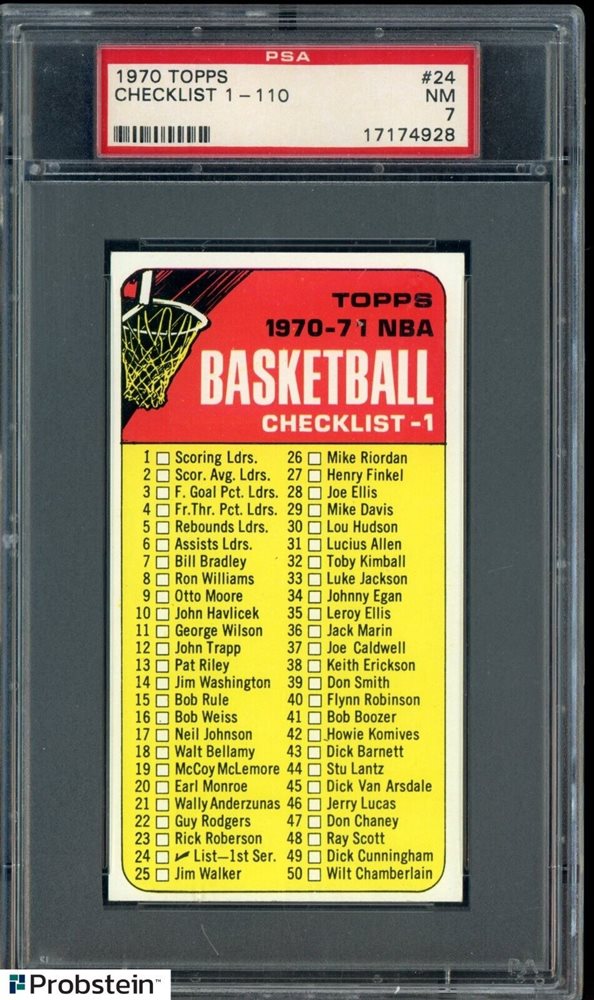 PSA
1970 TOPPS #24
CHECKLIST 1-110 NM
7
17174928
TOPPS
1970-71 NBA
BASKETBALL
CHECKLIST-1
1 Scoring Ldrs. 26 Mike Riordan
2 Scor. Avg. Ldrs. 27 Henry Finkel
3 F. Goal Pct. Ldrs. 28 Joe Ellis
4 Fr.Thr. Pct. Ldrs. 29 Mike Davis
5 Rebounds Ldrs. 30 Lou Hudson
6 Assists Ldrs. 31 Lucius Allen
7 Bill Bradley 32 Toby Kimball
8 Ron Williams 33 Luke Jackson
9 Otto Moore 34 Johnny Egan
10 John Havlicek 35 Leroy Ellis
11 George Wilson 36 Jack Marin
12 John Trapp 37 Joe Caldwell
13 Pat Riley 38 Keith Erickson
14 Jim Washington 39 Don Smith
15 Bob Rule 40 Flynn Robinson
16 Bob Weiss 41 Bob Boozer
17 Neil Johnson 42 Howie Komives
18 Walt Bellamy 43 Dick Barnett
19 McCoy McLemore 44 Stu Lantz
20 Earl Monroe 45 Dick Van Arsdale
21 Wally Anderzunas 46 Jerry Lucas
22 Guy Rodgers 47 Don Chaney
23 Rick Roberson 48 Ray Scott
24 ✓ List—1st Ser. 49 Dick Cunningham
25 Jim Walker 50 Wilt Chamberlain
Probstein™